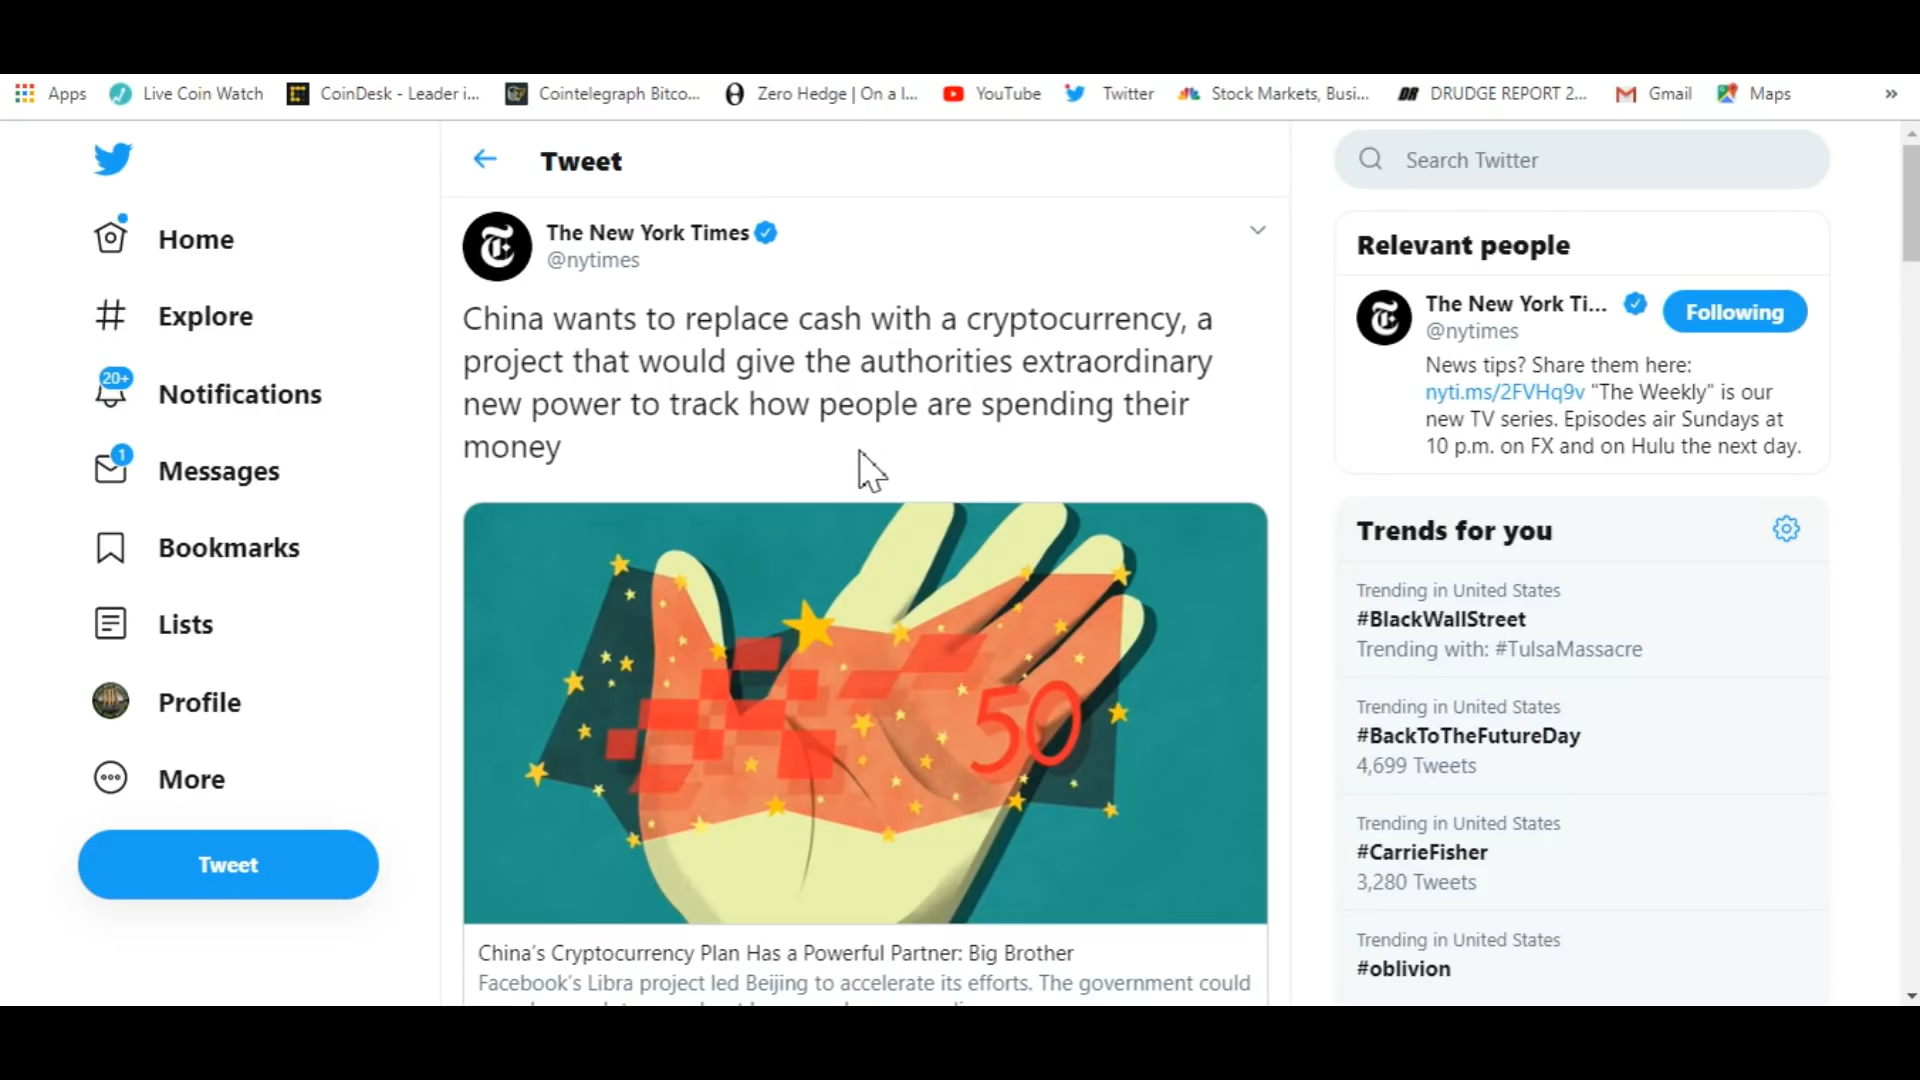 Apps Live Coin Watch CoinDesk - Leader i... Cointelegraph Bitco... Zero Hedge | On a l... YouTube Twitter Stock Markets, Busi... DR DRUDGE REPORT 2... Gmail Maps »
Tweet
Search Twitter
Home
Explore
20+
Notifications
1
Messages
Bookmarks
Lists
Profile
More
Tweet
The New York Times
@nytimes
China wants to replace cash with a cryptocurrency, a
project that would give the authorities extraordinary
new power to track how people are spending their
money
50
China's Cryptocurrency Plan Has a Powerful Partner: Big Brother
Facebook's Libra project led Beijing to accelerate its efforts. The government could
Relevant people
The New York Ti...
Following
@nytimes
News tips? Share them here:
nyti.ms/2FVHq9v "The Weekly" is our
new TV series. Episodes air Sundays at
10 p.m. on FX and on Hulu the next day.
Trends for you
Trending in United States
#BlackWallStreet
Trending with: #TulsaMassacre
Trending in United States
#BackToTheFutureDay
4,699 Tweets
Trending in United States
#CarrieFisher
3,280 Tweets
Trending in United States
#oblivion